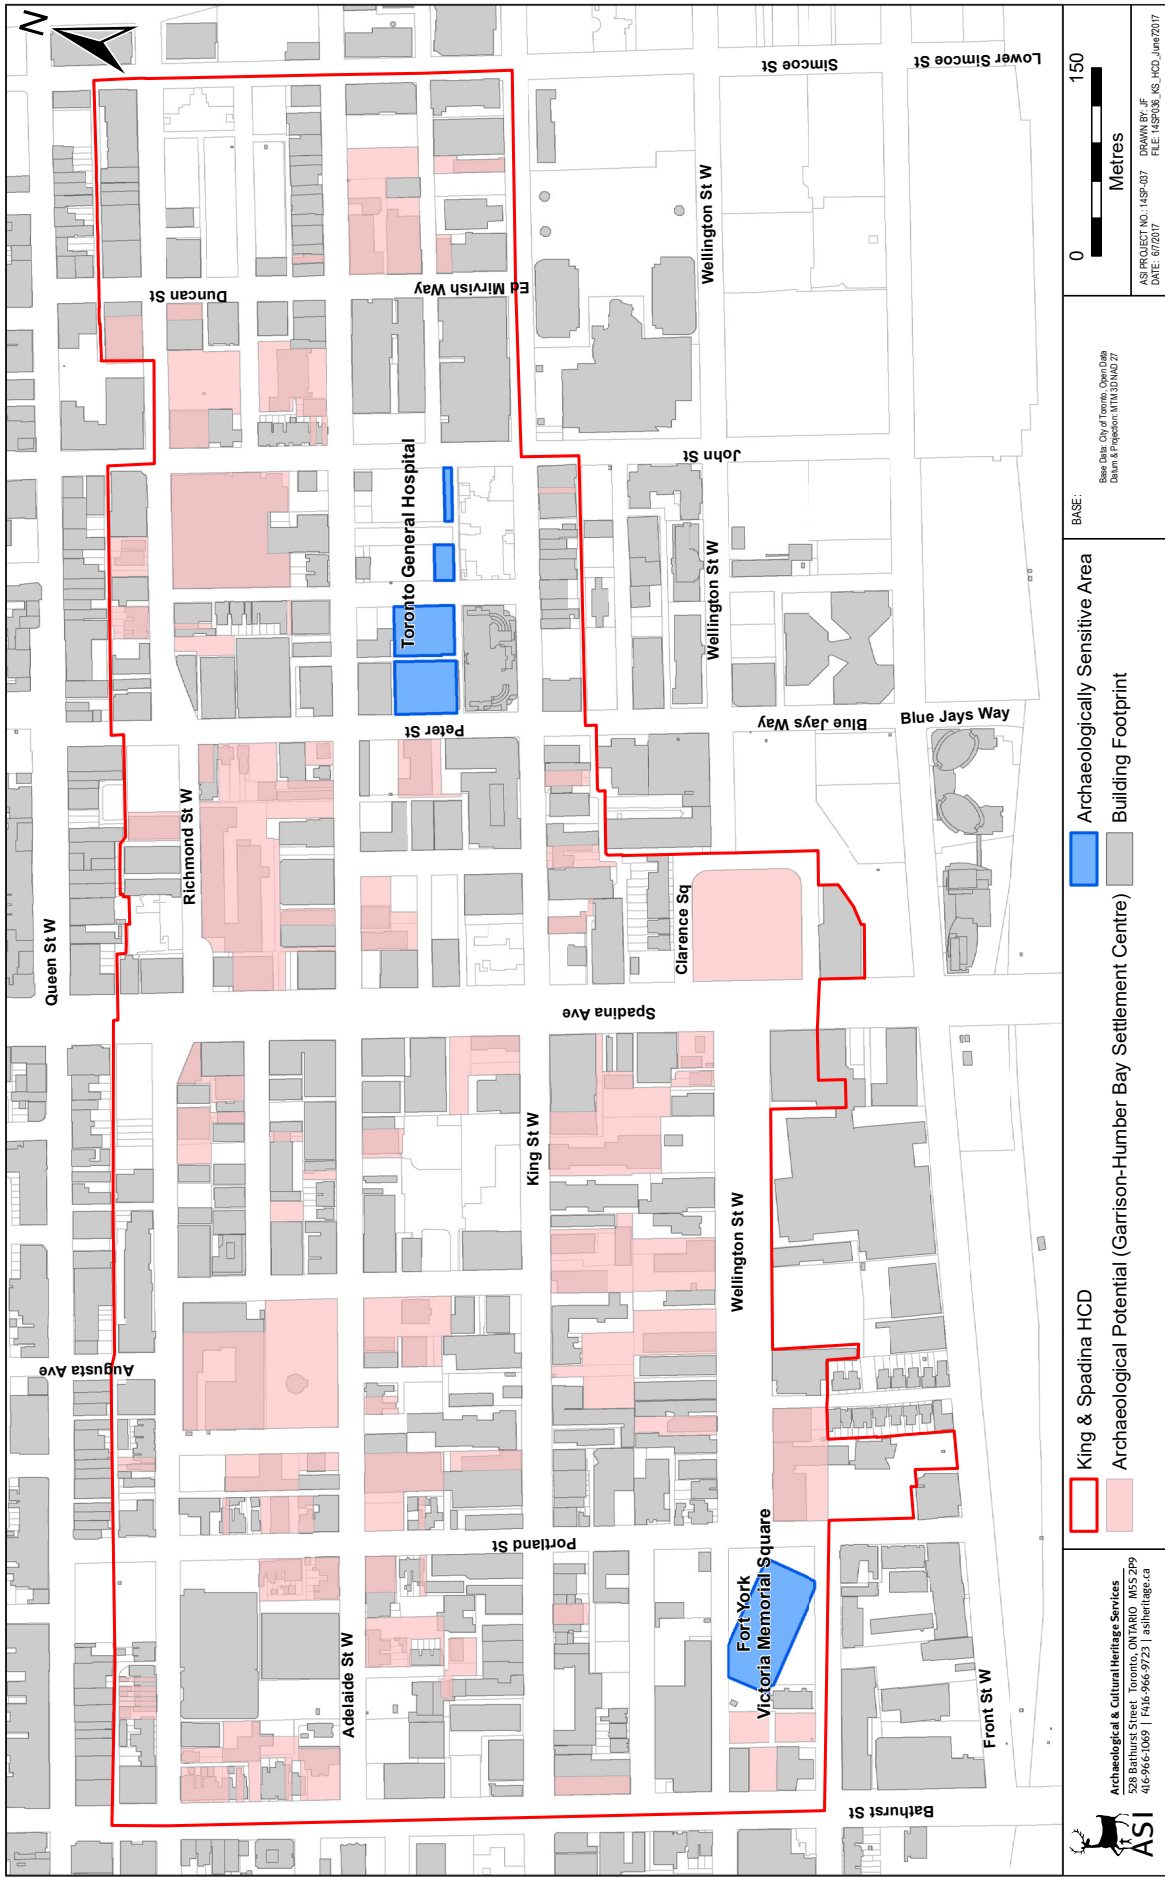 N
Queen St W
Augusta Ave
Richmond St W
Duncan St
Adelaide St W
Peter St
Toronto General Hospital
Ed Mirvish Way
King St W
Portland St
Spadina Ave
John St
Simcoe St
Lower Simcoe St
Wellington St W
Wellington St W
Wellington St W
Clarence Sq
Blue Jays Way
Blue Jays Way
Fort York
Victoria Memorial Square
Bathurst St
Front St W
ASI
Archaeological & Cultural Heritage Services
528 Bathurst Street Toronto, ONTARIO M5S 2P9
416-966-1069 | F416-966-9723 | asiheritage.ca
King & Spadina HCD
Archaeological Potential (Garrison-Humber Bay Settlement Centre)
Archaeologically Sensitive Area
Building Footprint
BASE:
Base Data: City of Toronto, Open Data
Datum & Projection: MTM 3D NAD 27
0
150
Metres
ASI PROJECT NO.: 14SP-037
DATE: 6/7/2017
DRAWN BY: JF
FILE: 14SP036_KS_HCD_June72017